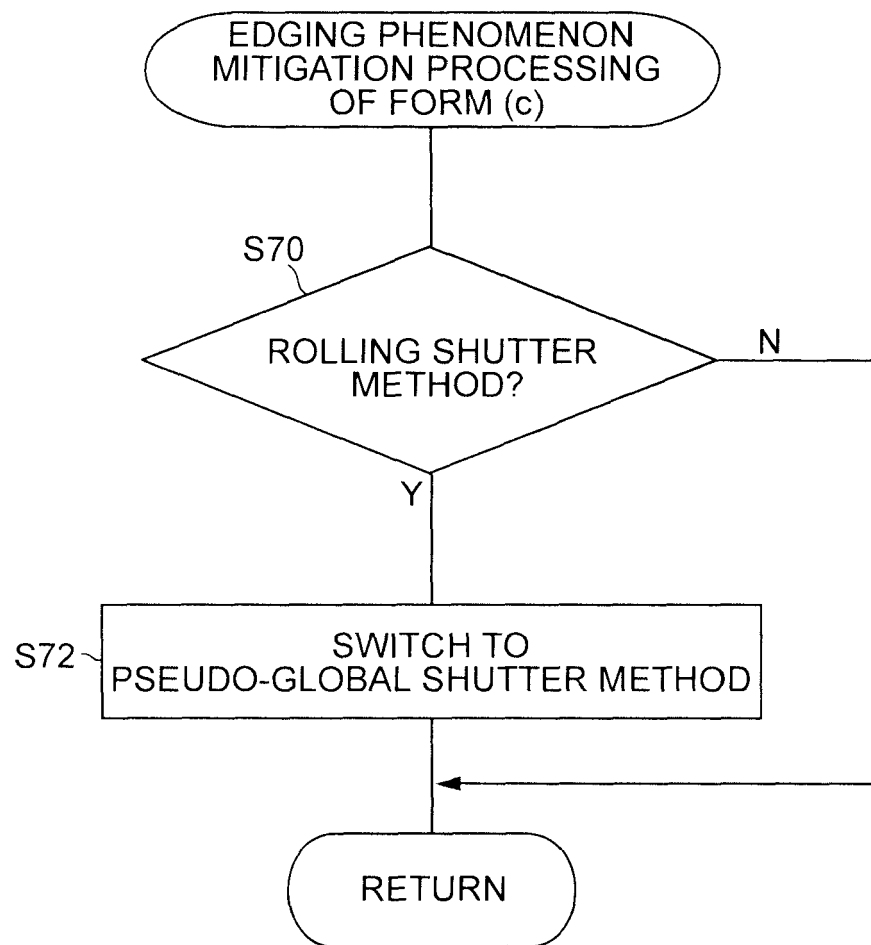 EDGING PHENOMENON
MITIGATION PROCESSING
OF FORM (c)
S70
ROLLING SHUTTER
METHOD?
N
Y
S72
SWITCH TO
PSEUDO-GLOBAL SHUTTER METHOD
RETURN